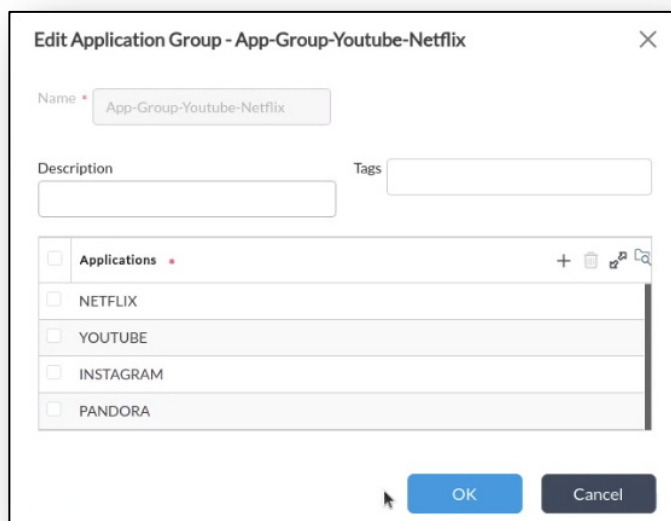 Edit Application Group - App-Group-Youtube-Netflix
Name * App-Group-Youtube-Netflix
Description Tags
Applications *
NETFLIX
YOUTUBE
INSTAGRAM
PANDORA
OK Cancel